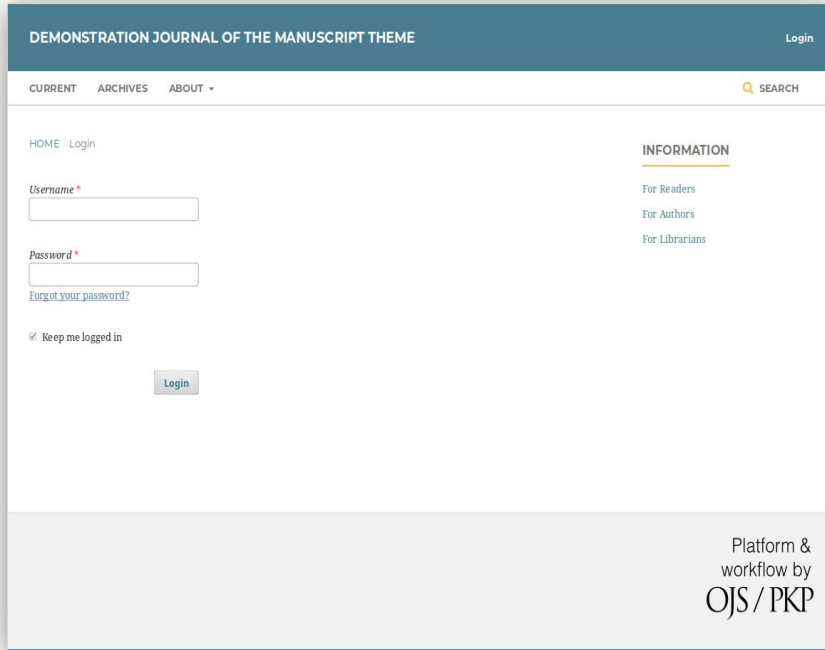 DEMONSTRATION JOURNAL OF THE MANUSCRIPT THEME
Login
CURRENT ARCHIVES ABOUT
SEARCH
HOME / Login
Username *
Password *
Forgot your password?
Keep me logged in
Login
INFORMATION
For Readers
For Authors
For Librarians
Platform &
workflow by
OJS / PKP